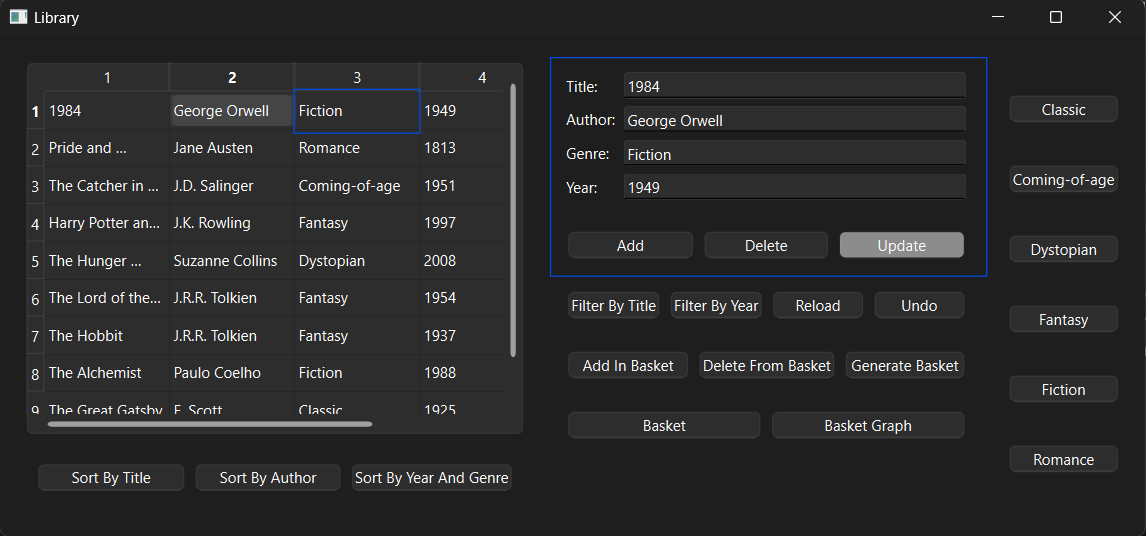 Library
1 2 3 4
1 1984 George Orwell Fiction 1949
2 Pride and ... Jane Austen Romance 1813
3 The Catcher in ... J.D. Salinger Coming-of-age 1951
4 Harry Potter an... J.K. Rowling Fantasy 1997
5 The Hunger ... Suzanne Collins Dystopian 2008
6 The Lord of the... J.R.R. Tolkien Fantasy 1954
7 The Hobbit J.R.R. Tolkien Fantasy 1937
8 The Alchemist Paulo Coelho Fiction 1988
9 The Great Gatsby F. Scott Classic 1925
Sort By Title Sort By Author Sort By Year And Genre
Title: 1984
Author: George Orwell
Genre: Fiction
Year: 1949
Add Delete Update
Filter By Title Filter By Year Reload Undo
Add In Basket Delete From Basket Generate Basket
Basket Basket Graph
Classic
Coming-of-age
Dystopian
Fantasy
Fiction
Romance